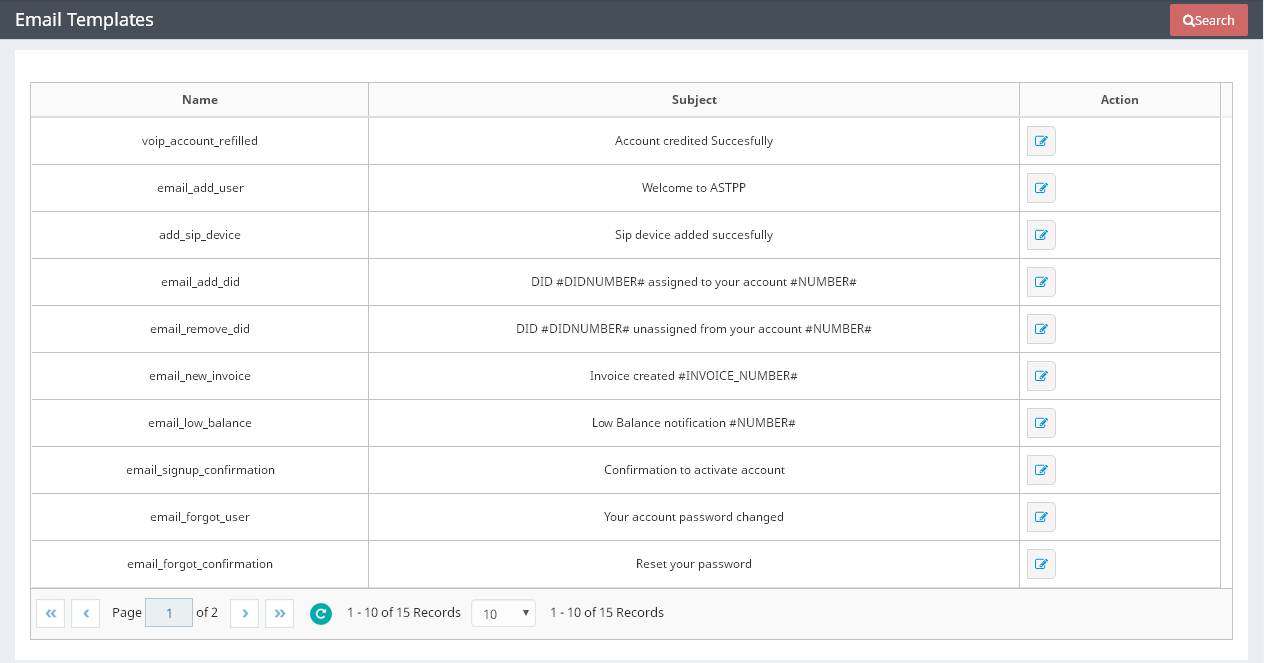 Email Templates
Search
Name Subject Action
voip_account_refilled Account credited Succesfully
email_add_user Welcome to ASTPP
add_sip_device Sip device added succesfully
email_add_did DID #DIDNUMBER# assigned to your account #NUMBER#
email_remove_did DID #DIDNUMBER# unassigned from your account #NUMBER#
email_new_invoice Invoice created #INVOICE_NUMBER#
email_low_balance Low Balance notification #NUMBER#
email_signup_confirmation Confirmation to activate account
email_forgot_user Your account password changed
email_forgot_confirmation Reset your password
« ‹ Page 1 of 2 › » 1 - 10 of 15 Records 10 1 - 10 of 15 Records